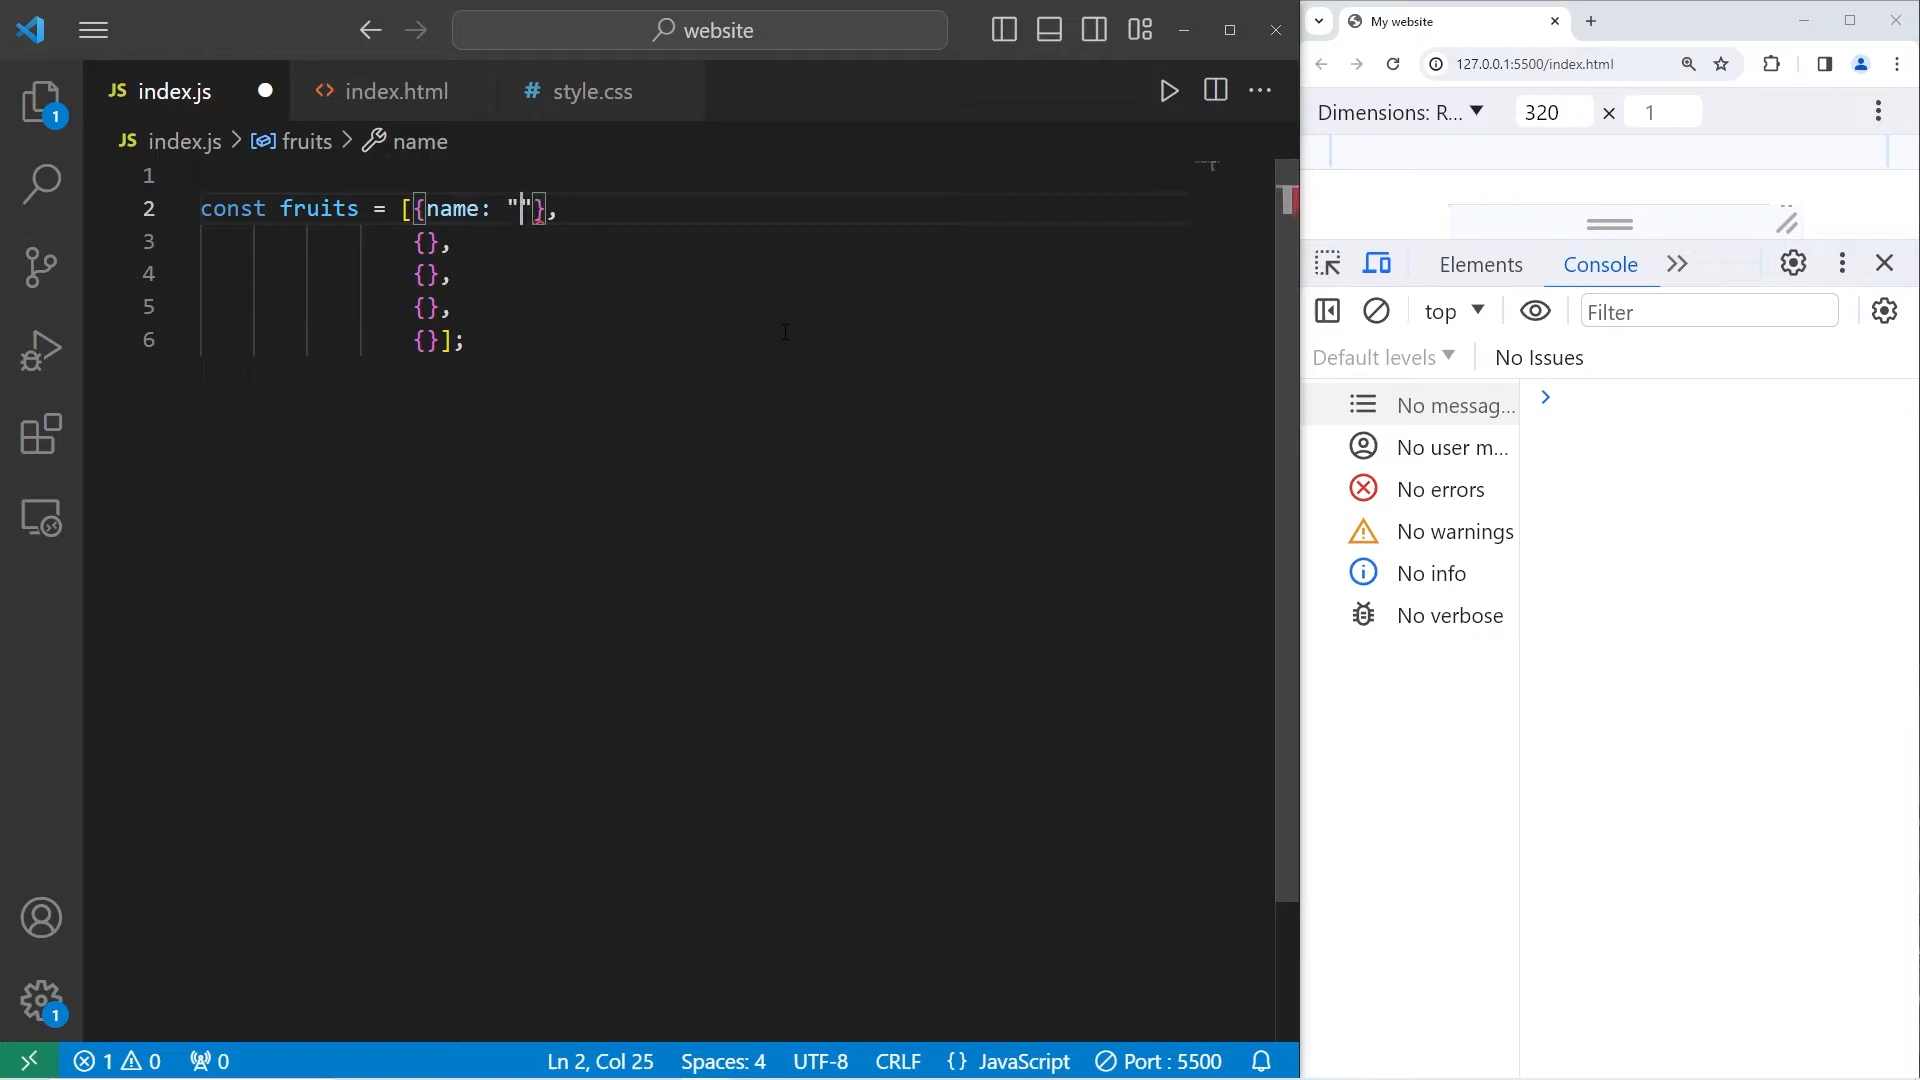 website
JS index.js
<> index.html
# style.css
JS index.js > fruits > name
1
2 const fruits = [{name: ""},
3 {},
4 {},
5 {},
6 {}];
1
1
1 0
0
Ln 2, Col 25
Spaces: 4
UTF-8
CRLF
{ } JavaScript
Port : 5500
My website
127.0.0.1:5500/index.html
Dimensions: R... 320 × 1
Elements
Console
top
Filter
Default levels
No Issues
No messag...
No user m...
No errors
No warnings
No info
No verbose